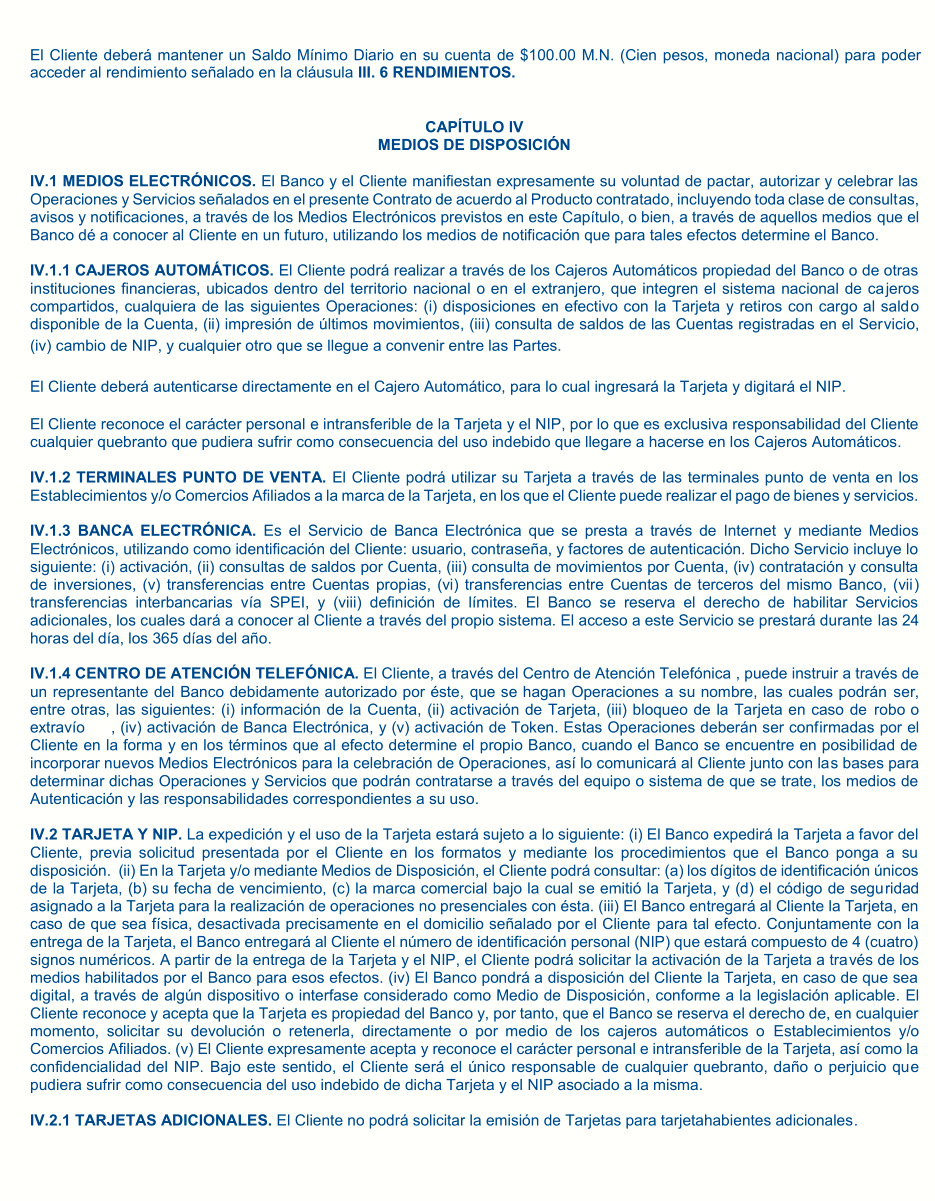 El Cliente deberá mantener un Saldo Mínimo Diario en su cuenta de $100.00 M.N. (Cien pesos, moneda nacional) para poder
acceder al rendimiento señalado en la cláusula III. 6 RENDIMIENTOS.
CAPÍTULO IV
MEDIOS DE DISPOSICIÓN
IV.1 MEDIOS ELECTRÓNICOS. El Banco y el Cliente manifiestan expresamente su voluntad de pactar, autorizar y celebrar las
Operaciones y Servicios señalados en el presente Contrato de acuerdo al Producto contratado, incluyendo toda clase de consultas,
avisos y notificaciones, a través de los Medios Electrónicos previstos en este Capítulo, o bien, a través de aquellos medios que el
Banco dé a conocer al Cliente en un futuro, utilizando los medios de notificación que para tales efectos determine el Banco.
IV.1.1 CAJEROS AUTOMÁTICOS. El Cliente podrá realizar a través de los Cajeros Automáticos propiedad del Banco o de otras
instituciones financieras, ubicados dentro del territorio nacional o en el extranjero, que integren el sistema nacional de cajeros
compartidos, cualquiera de las siguientes Operaciones: (i) disposiciones en efectivo con la Tarjeta y retiros con cargo al saldo
disponible de la Cuenta, (ii) impresión de últimos movimientos, (iii) consulta de saldos de las Cuentas registradas en el Servicio,
(iv) cambio de NIP, y cualquier otro que se llegue a convenir entre las Partes.
El Cliente deberá autenticarse directamente en el Cajero Automático, para lo cual ingresará la Tarjeta y digitará el NIP.
El Cliente reconoce el carácter personal e intransferible de la Tarjeta y el NIP, por lo que es exclusiva responsabilidad del Cliente
cualquier quebranto que pudiera sufrir como consecuencia del uso indebido que llegare a hacerse en los Cajeros Automáticos.
IV.1.2 TERMINALES PUNTO DE VENTA. El Cliente podrá utilizar su Tarjeta a través de las terminales punto de venta en los
Establecimientos y/o Comercios Afiliados a la marca de la Tarjeta, en los que el Cliente puede realizar el pago de bienes y servicios.
IV.1.3 BANCA ELECTRÓNICA. Es el Servicio de Banca Electrónica que se presta a través de Internet y mediante Medios
Electrónicos, utilizando como identificación del Cliente: usuario, contraseña, y factores de autenticación. Dicho Servicio incluye lo
siguiente: (i) activación, (ii) consultas de saldos por Cuenta, (iii) consulta de movimientos por Cuenta, (iv) contratación y consulta
de inversiones, (v) transferencias entre Cuentas propias, (vi) transferencias entre Cuentas de terceros del mismo Banco, (vii)
transferencias interbancarias vía SPEI, y (viii) definición de límites. El Banco se reserva el derecho de habilitar Servicios
adicionales, los cuales dará a conocer al Cliente a través del propio sistema. El acceso a este Servicio se prestará durante las 24
horas del día, los 365 días del año.
IV.1.4 CENTRO DE ATENCIÓN TELEFÓNICA. El Cliente, a través del Centro de Atención Telefónica , puede instruir a través de
un representante del Banco debidamente autorizado por éste, que se hagan Operaciones a su nombre, las cuales podrán ser,
entre otras, las siguientes: (i) información de la Cuenta, (ii) activación de Tarjeta, (iii) bloqueo de la Tarjeta en caso de robo o
extravío , (iv) activación de Banca Electrónica, y (v) activación de Token. Estas Operaciones deberán ser confirmadas por el
Cliente en la forma y en los términos que al efecto determine el propio Banco, cuando el Banco se encuentre en posibilidad de
incorporar nuevos Medios Electrónicos para la celebración de Operaciones, así lo comunicará al Cliente junto con las bases para
determinar dichas Operaciones y Servicios que podrán contratarse a través del equipo o sistema de que se trate, los medios de
Autenticación y las responsabilidades correspondientes a su uso.
IV.2 TARJETA Y NIP. La expedición y el uso de la Tarjeta estará sujeto a lo siguiente: (i) El Banco expedirá la Tarjeta a favor del
Cliente, previa solicitud presentada por el Cliente en los formatos y mediante los procedimientos que el Banco ponga a su
disposición. (ii) En la Tarjeta y/o mediante Medios de Disposición, el Cliente podrá consultar: (a) los dígitos de identificación únicos
de la Tarjeta, (b) su fecha de vencimiento, (c) la marca comercial bajo la cual se emitió la Tarjeta, y (d) el código de seguridad
asignado a la Tarjeta para la realización de operaciones no presenciales con ésta. (iii) El Banco entregará al Cliente la Tarjeta, en
caso de que sea física, desactivada precisamente en el domicilio señalado por el Cliente para tal efecto. Conjuntamente con la
entrega de la Tarjeta, el Banco entregará al Cliente el número de identificación personal (NIP) que estará compuesto de 4 (cuatro)
signos numéricos. A partir de la entrega de la Tarjeta y el NIP, el Cliente podrá solicitar la activación de la Tarjeta a través de los
medios habilitados por el Banco para esos efectos. (iv) El Banco pondrá a disposición del Cliente la Tarjeta, en caso de que sea
digital, a través de algún dispositivo o interfase considerado como Medio de Disposición, conforme a la legislación aplicable. El
Cliente reconoce y acepta que la Tarjeta es propiedad del Banco y, por tanto, que el Banco se reserva el derecho de, en cualquier
momento, solicitar su devolución o retenerla, directamente o por medio de los cajeros automáticos o Establecimientos y/o
Comercios Afiliados. (v) El Cliente expresamente acepta y reconoce el carácter personal e intransferible de la Tarjeta, así como la
confidencialidad del NIP. Bajo este sentido, el Cliente será el único responsable de cualquier quebranto, daño o perjuicio que
pudiera sufrir como consecuencia del uso indebido de dicha Tarjeta y el NIP asociado a la misma.
IV.2.1 TARJETAS ADICIONALES. El Cliente no podrá solicitar la emisión de Tarjetas para tarjetahabientes adicionales.